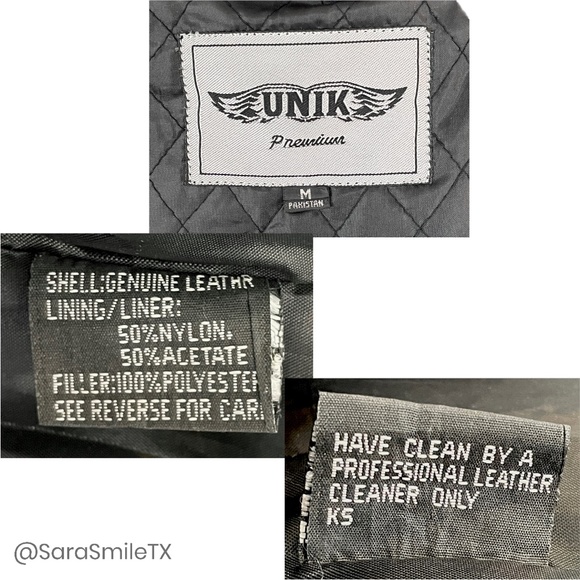 UNIK
Premium
M
PAKISTAN
SHELL:GENUINE LEATHR
LINING/LINER:
50%NYLON.
50%ACETATE
FILLER:100%POLYESTER
SEE REVERSE FOR CAR
HAVE CLEAN BY A
PROFESSIONAL LEATHER
CLEANER ONLY
KS
@SaraSmileTX